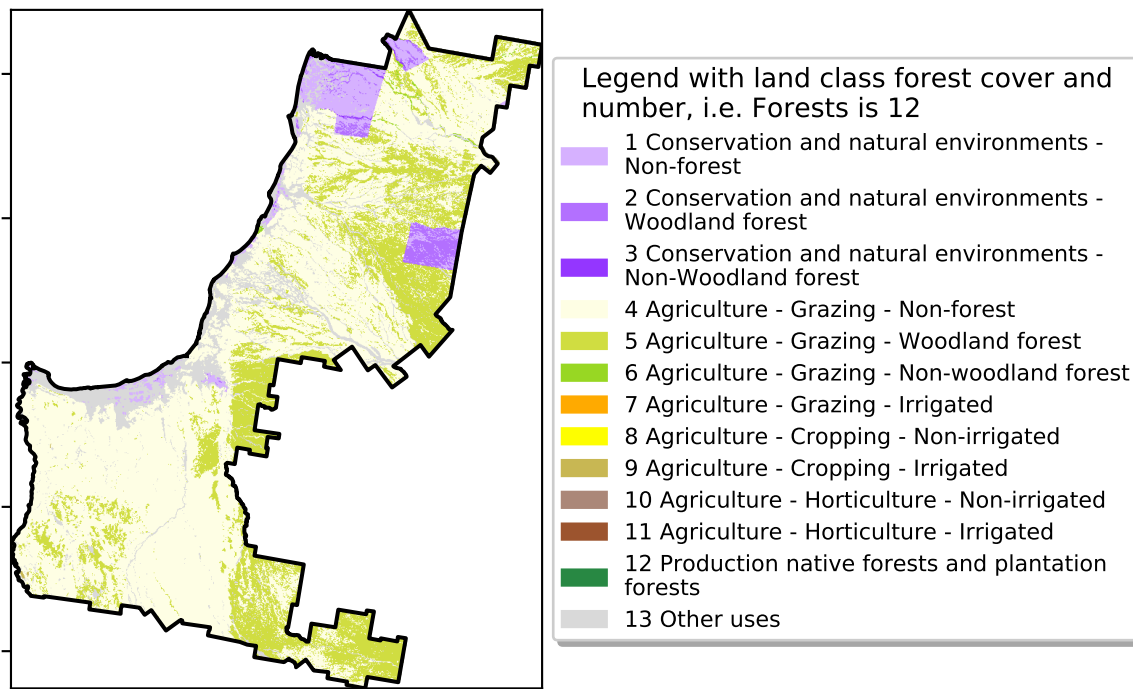 Legend with land class forest cover and
number, i.e. Forests is 12
1 Conservation and natural environments -
Non-forest
2 Conservation and natural environments -
Woodland forest
3 Conservation and natural environments -
Non-Woodland forest
4 Agriculture - Grazing - Non-forest
5 Agriculture - Grazing - Woodland forest
6 Agriculture - Grazing - Non-woodland forest
7 Agriculture - Grazing - Irrigated
8 Agriculture - Cropping - Non-irrigated
9 Agriculture - Cropping - Irrigated
10 Agriculture - Horticulture - Non-irrigated
11 Agriculture - Horticulture - Irrigated
12 Production native forests and plantation
forests
13 Other uses